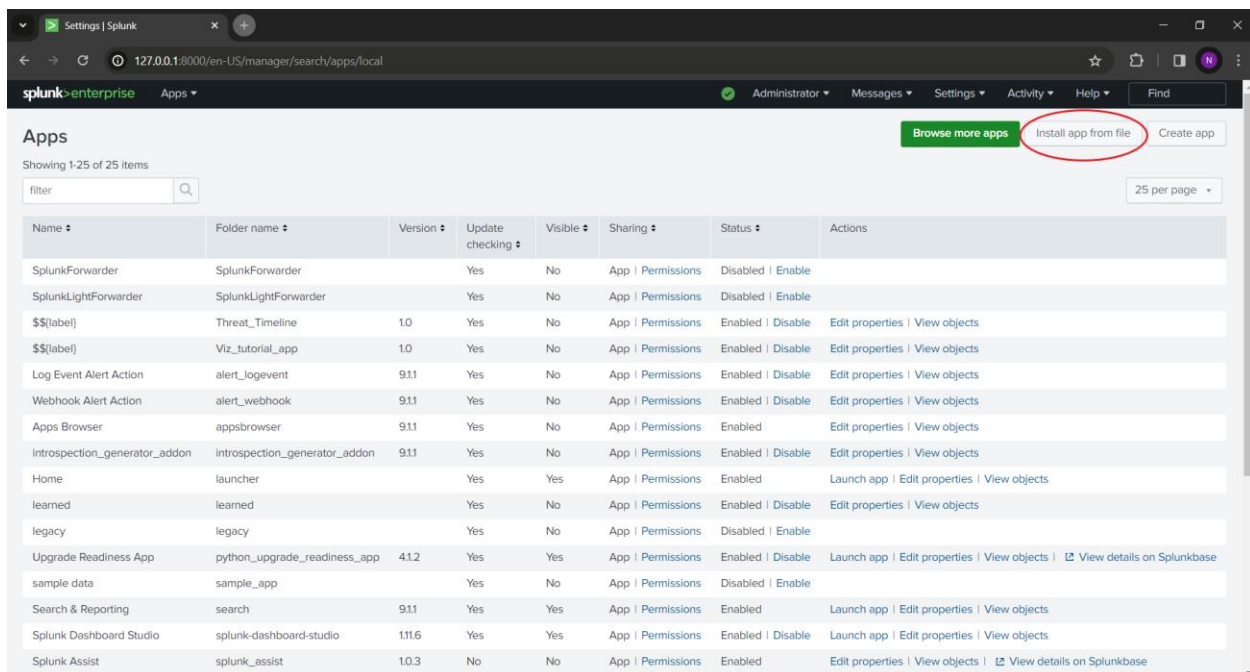 Settings | Splunk
127.0.0.1:8000/en-US/manager/search/apps/local
N
splunk>enterprise Apps Administrator Messages Settings Activity Help Find
Apps
Browse more apps Install app from file Create app
Showing 1-25 of 25 items
filter
25 per page
Name Folder name Version Update checking Visible Sharing Status Actions
SplunkForwarder SplunkForwarder Yes No App | Permissions Disabled | Enable
SplunkLightForwarder SplunkLightForwarder Yes No App | Permissions Disabled | Enable
$${label} Threat_Timeline 1.0 Yes No App | Permissions Enabled | Disable Edit properties | View objects
$${label} Viz_tutorial_app 1.0 Yes No App | Permissions Enabled | Disable Edit properties | View objects
Log Event Alert Action alert_logevent 9.1.1 Yes No App | Permissions Enabled | Disable Edit properties | View objects
Webhook Alert Action alert_webhook 9.1.1 Yes No App | Permissions Enabled | Disable Edit properties | View objects
Apps Browser appsbrowser 9.1.1 Yes No App | Permissions Enabled Edit properties | View objects
introspection_generator_addon introspection_generator_addon 9.1.1 Yes No App | Permissions Enabled | Disable Edit properties | View objects
Home launcher Yes Yes App | Permissions Enabled Launch app | Edit properties | View objects
learned learned Yes No App | Permissions Enabled | Disable Edit properties | View objects
legacy legacy Yes No App | Permissions Disabled | Enable
Upgrade Readiness App python_upgrade_readiness_app 4.1.2 Yes Yes App | Permissions Enabled | Disable Launch app | Edit properties | View objects | View details on Splunkbase
sample data sample_app Yes No App | Permissions Disabled | Enable
Search & Reporting search 9.1.1 Yes Yes App | Permissions Enabled Launch app | Edit properties | View objects
Splunk Dashboard Studio splunk-dashboard-studio 1.11.6 Yes Yes App | Permissions Enabled | Disable Launch app | Edit properties | View objects
Splunk Assist splunk_assist 1.0.3 No No App | Permissions Enabled Edit properties | View objects | View details on Splunkbase